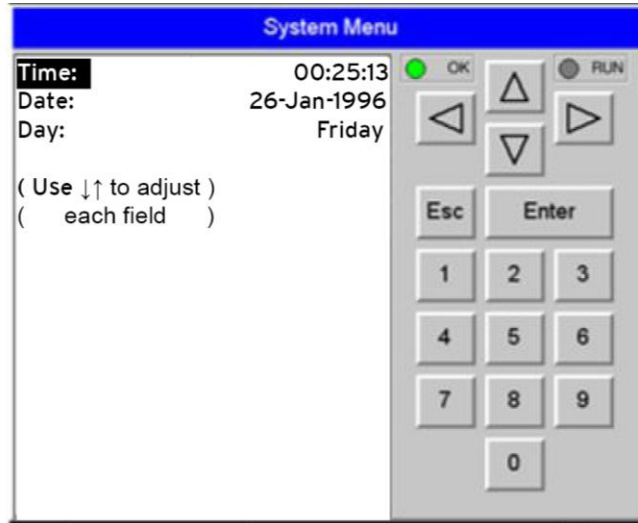 System Menu
Time: 00:25:13
Date: 26-Jan-1996
Day: Friday
( Use ↓↑ to adjust )
( each field )
OK RUN
Esc Enter
1 2 3
4 5 6
7 8 9
0